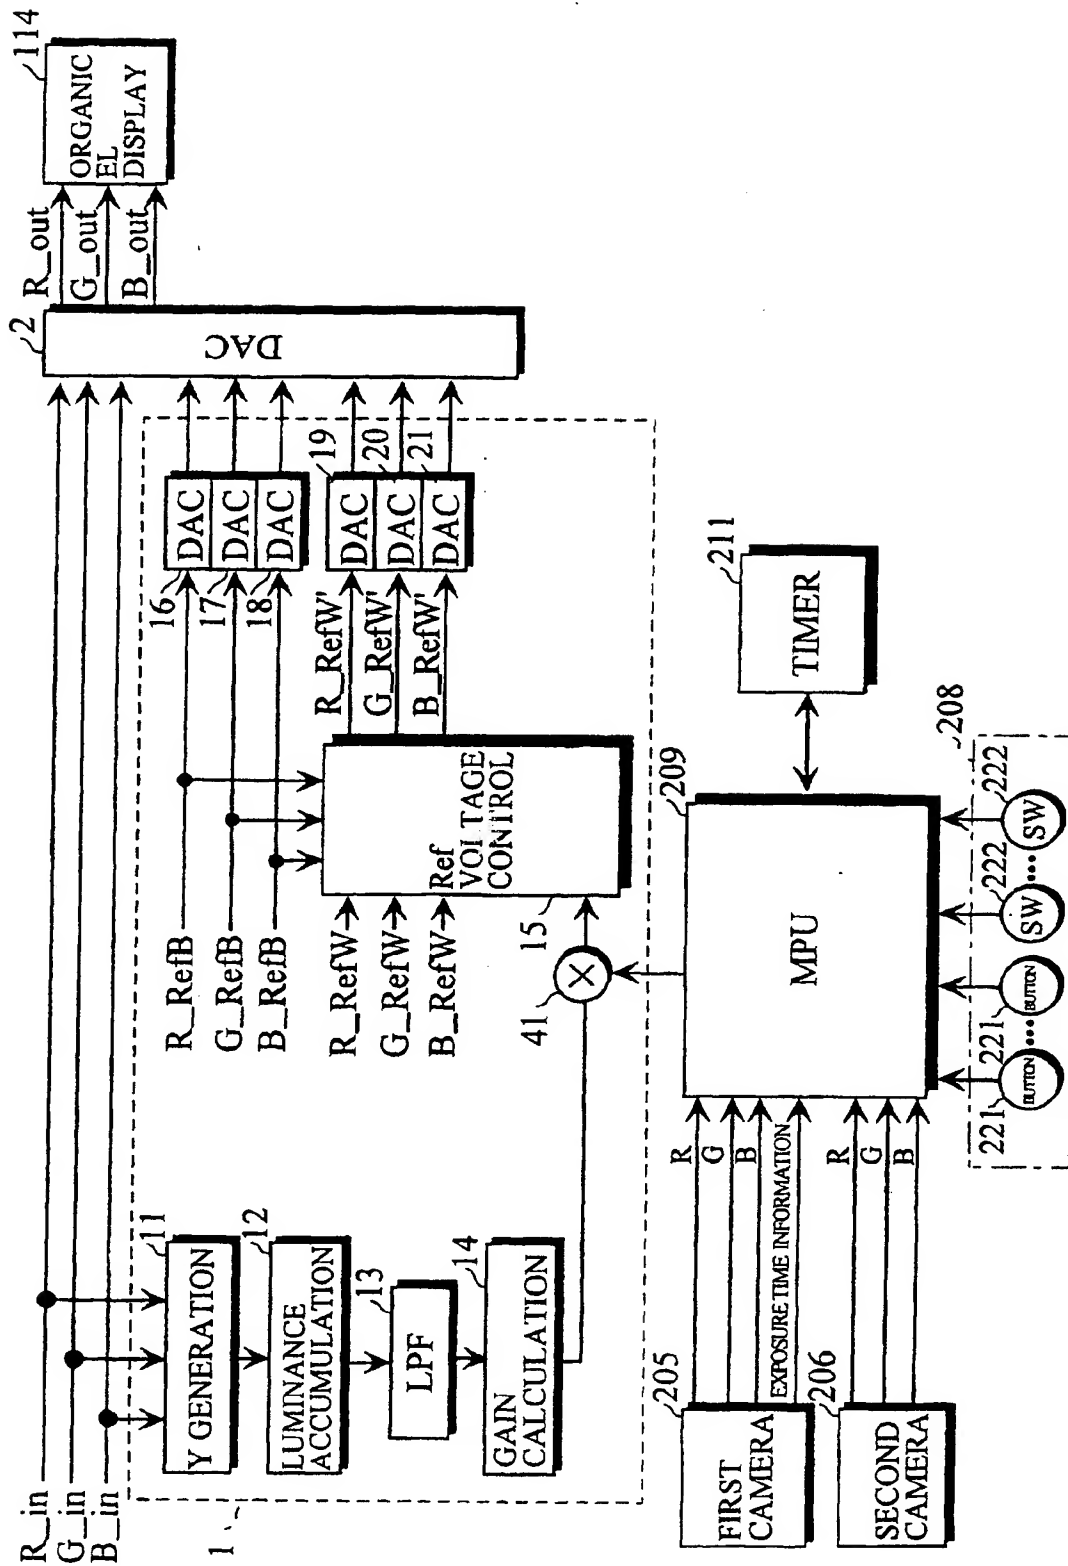 R_in
G_in
B_in
1
11
Y GENERATION
12
LUMINANCE
ACCUMULATION
13
LPF
14
GAIN
CALCULATION
41
×
R_RefB
G_RefB
B_RefB
R_RefW
G_RefW
B_RefW
15
Ref
VOLTAGE
CONTROL
R_RefW'
G_RefW'
B_RefW'
16
DAC
17
DAC
18
DAC
19
DAC
20
DAC
21
DAC
2
DAC
R_out
G_out
B_out
114
ORGANIC
EL
DISPLAY
205
FIRST
CAMERA
R
G
B
EXPOSURE TIME INFORMATION
206
SECOND
CAMERA
R
G
B
209
MPU
211
TIMER
208
221
BUTTON
...
221
BUTTON
222
SW
...
222
SW